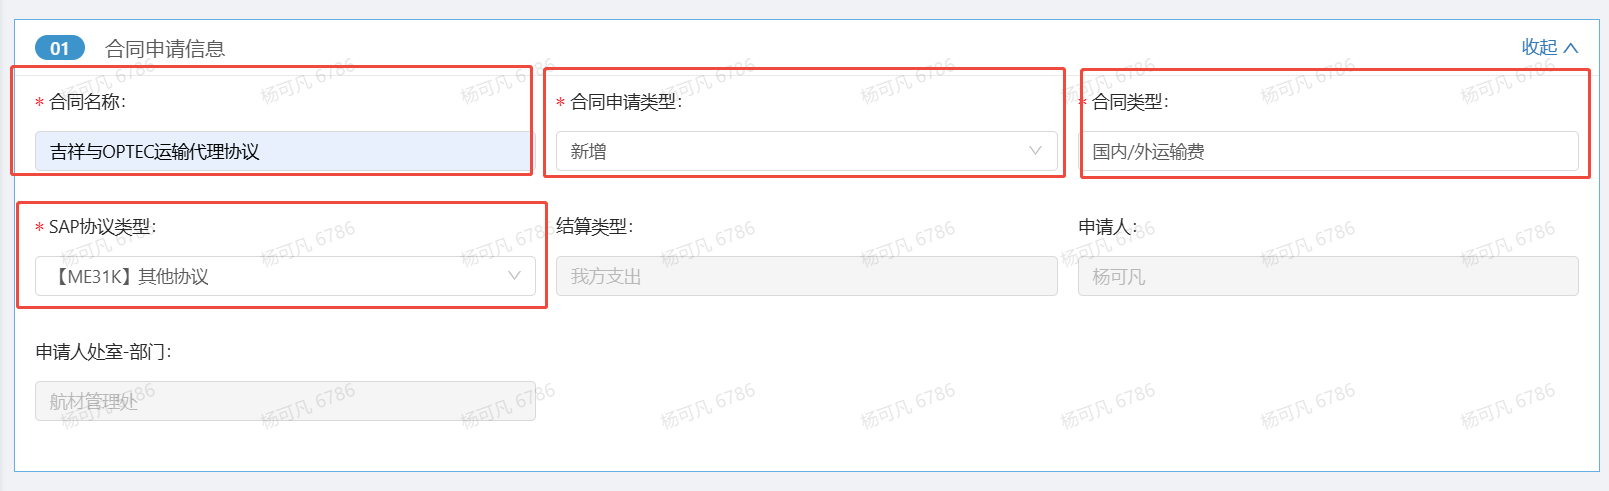 01 合同申请信息 收起
* 合同名称: * 合同申请类型: * 合同类型:
吉祥与OPTEC运输代理协议 新增 国内/外运输费
* SAP协议类型: 结算类型: 申请人:
【ME31K】其他协议 我方支出 杨可凡
申请人处室-部门:
航材管理处
杨可凡 6786